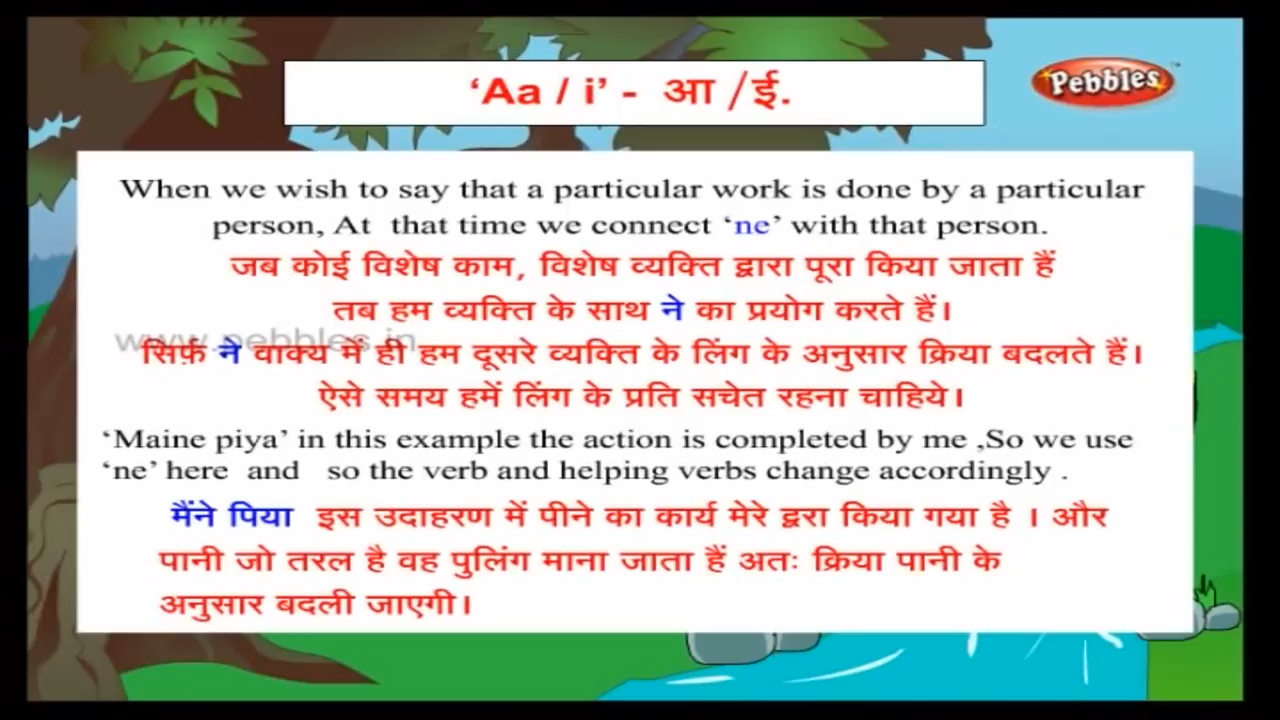 ‘Aa / i’ - आ /ई.
Pebbles
When we wish to say that a particular work is done by a particular
person, At that time we connect ‘ne’ with that person.
जब कोई विशेष काम, विशेष व्यक्ति द्वारा पूरा किया जाता हैं
तब हम व्यक्ति के साथ ने का प्रयोग करते हैं।
www.pebbles.in
सिर्फ़ ने वाक्य में ही हम दूसरे व्यक्ति के लिंग के अनुसार क्रिया बदलते हैं।
ऐसे समय हमें लिंग के प्रति सचेत रहना चाहिये।
‘Maine piya’ in this example the action is completed by me ,So we use
‘ne’ here and so the verb and helping verbs change accordingly .
मैंने पिया इस उदाहरण में पीने का कार्य मेरे द्वरा किया गया है । और
पानी जो तरल है वह पुलिंग माना जाता हैं अतः क्रिया पानी के
अनुसार बदली जाएगी।